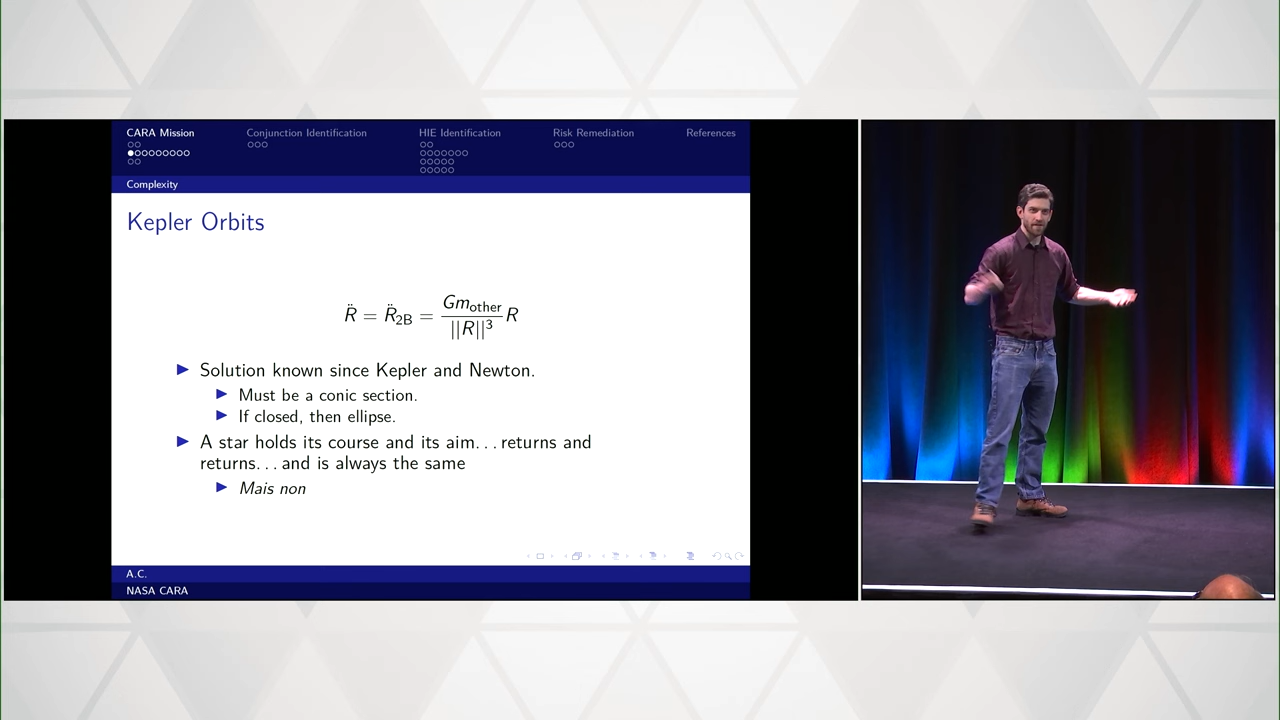 CARA Mission
Conjunction Identification
HIE Identification
Risk Remediation
References
Complexity
Kepler Orbits
R̈ = R̈_2B = Gm_other / ||R||³ R
Solution known since Kepler and Newton.
Must be a conic section.
If closed, then ellipse.
A star holds its course and its aim. . . returns and
returns. . . and is always the same
Mais non
A.C.
NASA CARA